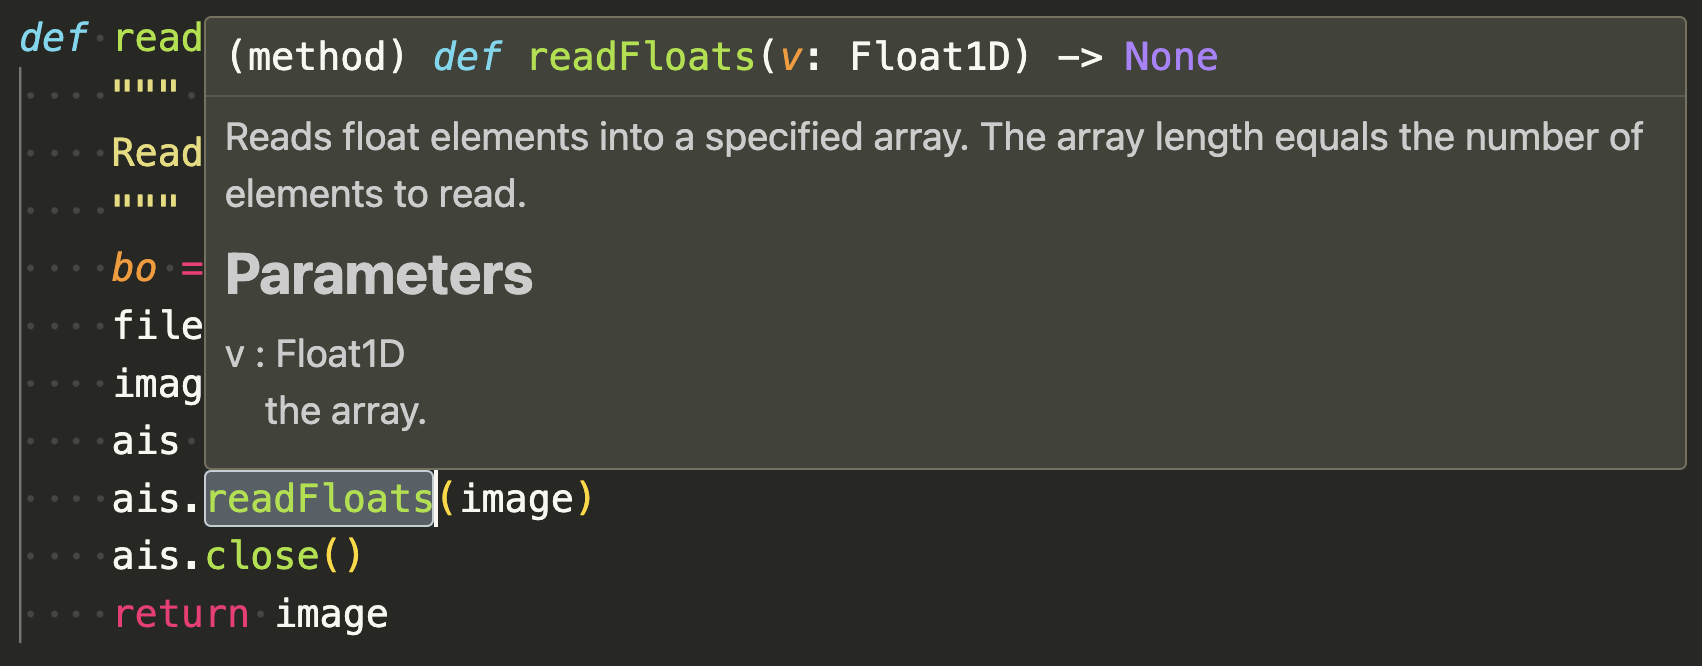 def read
(method) def readFloats(v: Float1D) -> None
"""
Reads float elements into a specified array. The array length equals the number of
Read
elements to read.
"""
bo =
Parameters
file
v : Float1D
imag
the array.
ais
ais.readFloats(image)
ais.close()
return image